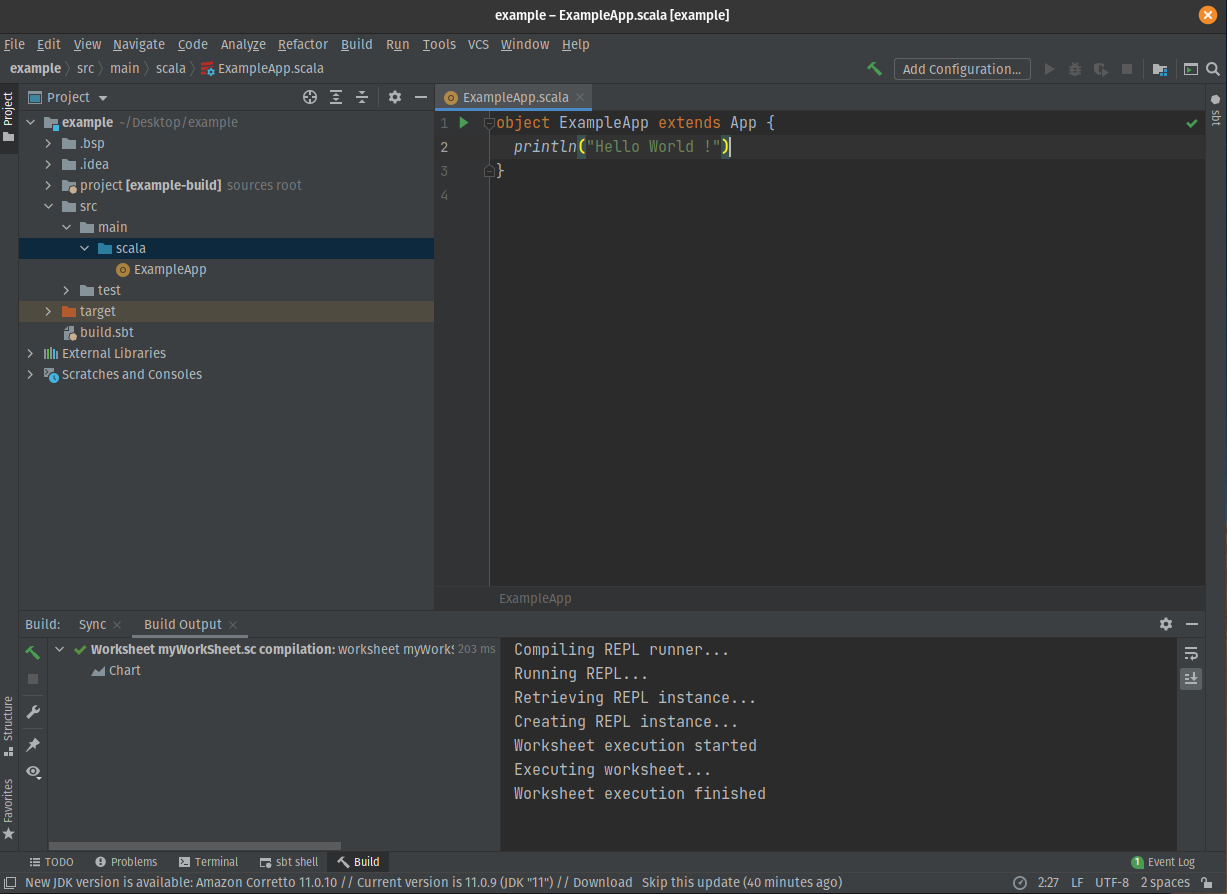 example – ExampleApp.scala [example]
File Edit View Navigate Code Analyze Refactor Build Run Tools VCS Window Help
example src main scala ExampleApp.scala Add Configuration...
Project
Project
ExampleApp.scala
sbt
example ~/Desktop/example
.bsp
.idea
project [example-build] sources root
src
main
scala
ExampleApp
test
target
build.sbt
External Libraries
Scratches and Consoles
1 object ExampleApp extends App {
2 println("Hello World !")
3 }
4
ExampleApp
Build: Sync Build Output
Worksheet myWorkSheet.sc compilation: worksheet myWorkS 203 ms
Chart
Compiling REPL runner...
Running REPL...
Retrieving REPL instance...
Creating REPL instance...
Worksheet execution started
Executing worksheet...
Worksheet execution finished
Structure
Favorites
TODO Problems Terminal sbt shell Build 1 Event Log
New JDK version is available: Amazon Corretto 11.0.10 // Current version is 11.0.9 (JDK "11") // Download Skip this update (40 minutes ago) 2:27 LF UTF-8 2 spaces